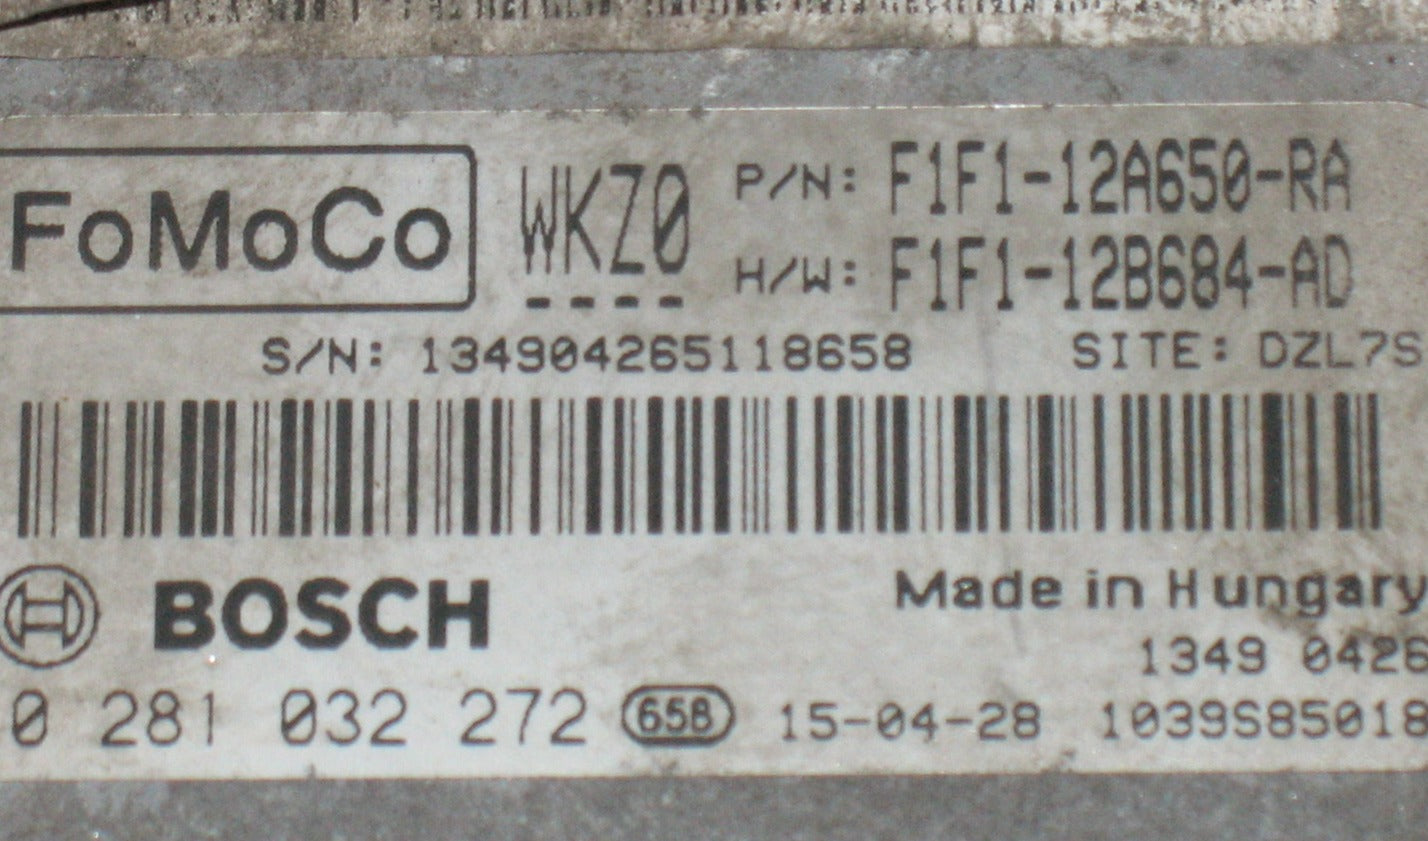 FoMoCo WKZ0 P/N: F1F1-12A650-RA
H/W: F1F1-12B684-AD
S/N: 134904265118658 SITE: DZL7S
BOSCH Made in Hungary
1349 0426
0 281 032 272 658 15-04-28 1039S85018